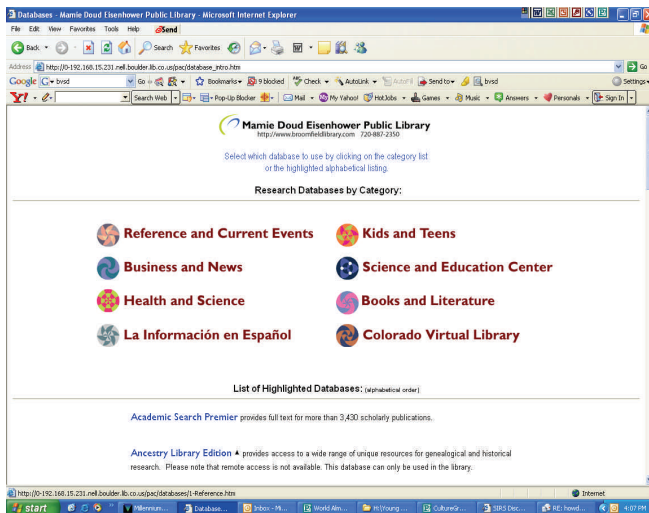 Databases - Mamie Doud Eisenhower Public Library - Microsoft Internet Explorer
File Edit View Favorites Tools Help Send
Back Search Favorites
Address http://0-192.168.15.231.nell.boulder.lib.co.us/pac/database_intro.htm Go
Google bvsd Go Bookmarks 9 blocked Check AutoLink AutoFill Send to bvsd Settings
Y! Search Web Pop-Up Blocker Mail My Yahoo! HotJobs Games Music Answers Personals Sign In
Mamie Doud Eisenhower Public Library
http://www.broomfieldlibrary.com 720-887-2350
Select which database to use by clicking on the category list
or the highlighted alphabetical listing.
Research Databases by Category:
Reference and Current Events Kids and Teens
Business and News Science and Education Center
Health and Science Books and Literature
La Información en Español Colorado Virtual Library
List of Highlighted Databases: (alphabetical order)
Academic Search Premier provides full text for more than 3,430 scholarly publications.
Ancestry Library Edition ▲ provides access to a wide range of unique resources for genealogical and historical
research. Please note that remote access is not available. This database can only be used in the library.
http://0-192.168.15.231.nell.boulder.lib.co.us/pac/databases/1-Reference.htm Internet
start Millennium... Databases... Inbox - Mi... World Alm... H:\Young ... CultureGr... SIRS Disc... RE: howd... 4:07 PM